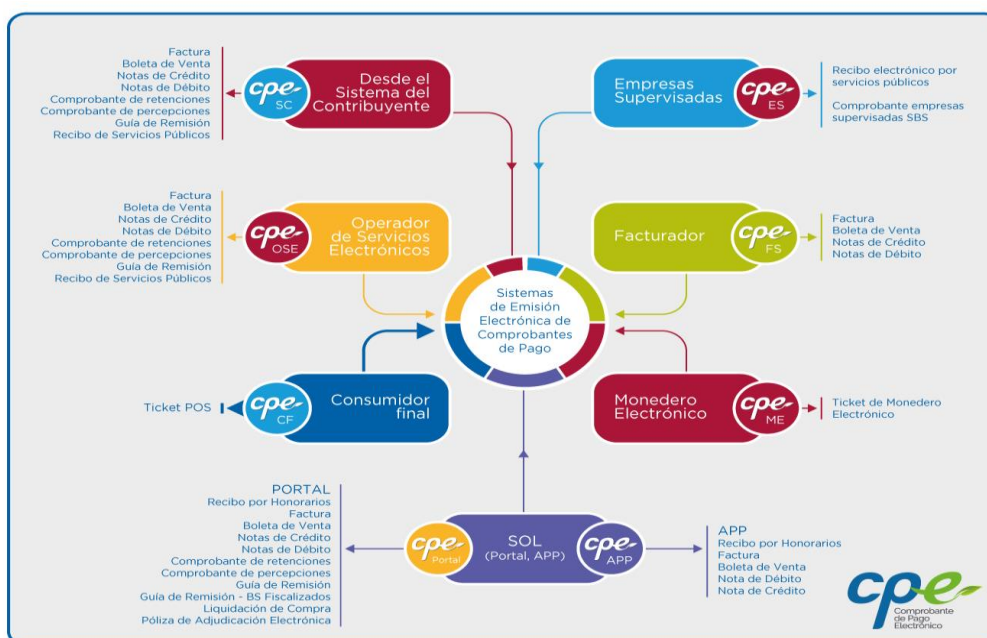 Factura
Boleta de Venta
Notas de Crédito
Notas de Débito
Comprobante de retenciones
Comprobante de percepciones
Guía de Remisión
Recibo de Servicios Públicos
cpe-
SC
Desde el
Sistema del
Contribuyente
Empresas
Supervisadas
cpe-
ES
Recibo electrónico por
servicios públicos
Comprobante empresas
supervisadas SBS
Factura
Boleta de Venta
Notas de Crédito
Notas de Débito
Comprobante de retenciones
Comprobante de percepciones
Guía de Remisión
Recibo de Servicios Públicos
cpe-
OSE
Operador
de Servicios
Electrónicos
Facturador
cpe-
FS
Factura
Boleta de Venta
Notas de Crédito
Notas de Débito
Sistemas
de Emisión
Electrónica de
Comprobantes
de Pago
Ticket POS
cpe-
CF
Consumidor
final
Monedero
Electrónico
cpe-
ME
Ticket de Monedero
Electrónico
PORTAL
Recibo por Honorarios
Factura
Boleta de Venta
Notas de Crédito
Notas de Débito
Comprobante de retenciones
Comprobante de percepciones
Guía de Remisión
Guía de Remisión - BS Fiscalizados
Liquidación de Compra
Póliza de Adjudicación Electrónica
cpe-
Portal
SOL
(Portal, APP)
cpe-
APP
APP
Recibo por Honorarios
Factura
Boleta de Venta
Nota de Débito
Nota de Crédito
cpe
Comprobante
de Pago
Electrónico